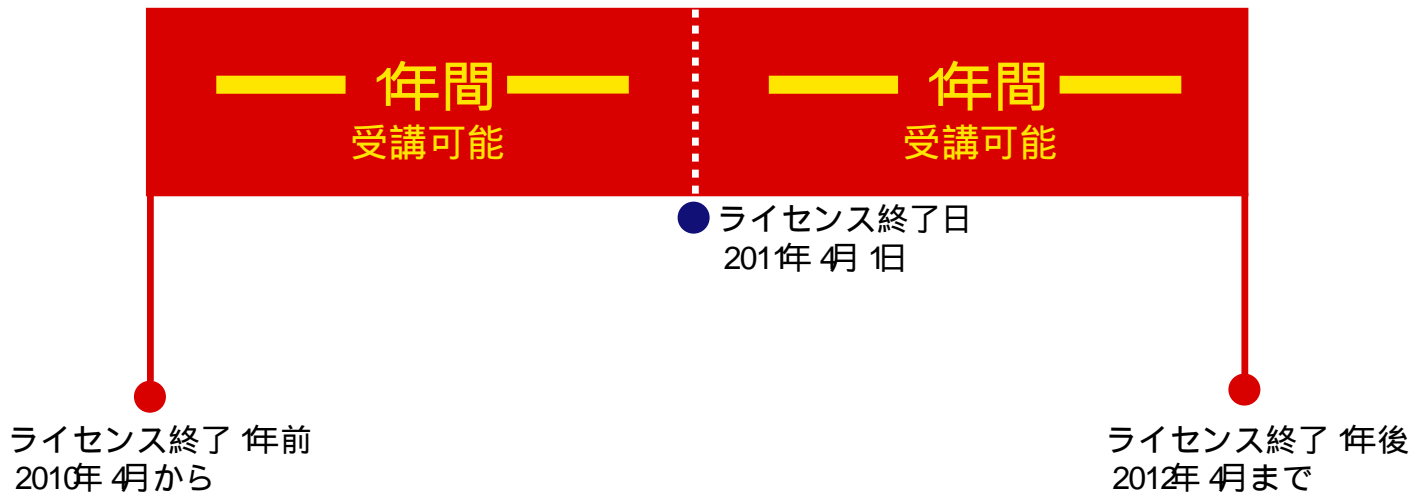 1年間
受講可能
1年間
受講可能
ライセンス終了日
2011年 4月 1日
ライセンス終了 1年前
2010年 4月から
ライセンス終了 1年後
2012年 4月まで